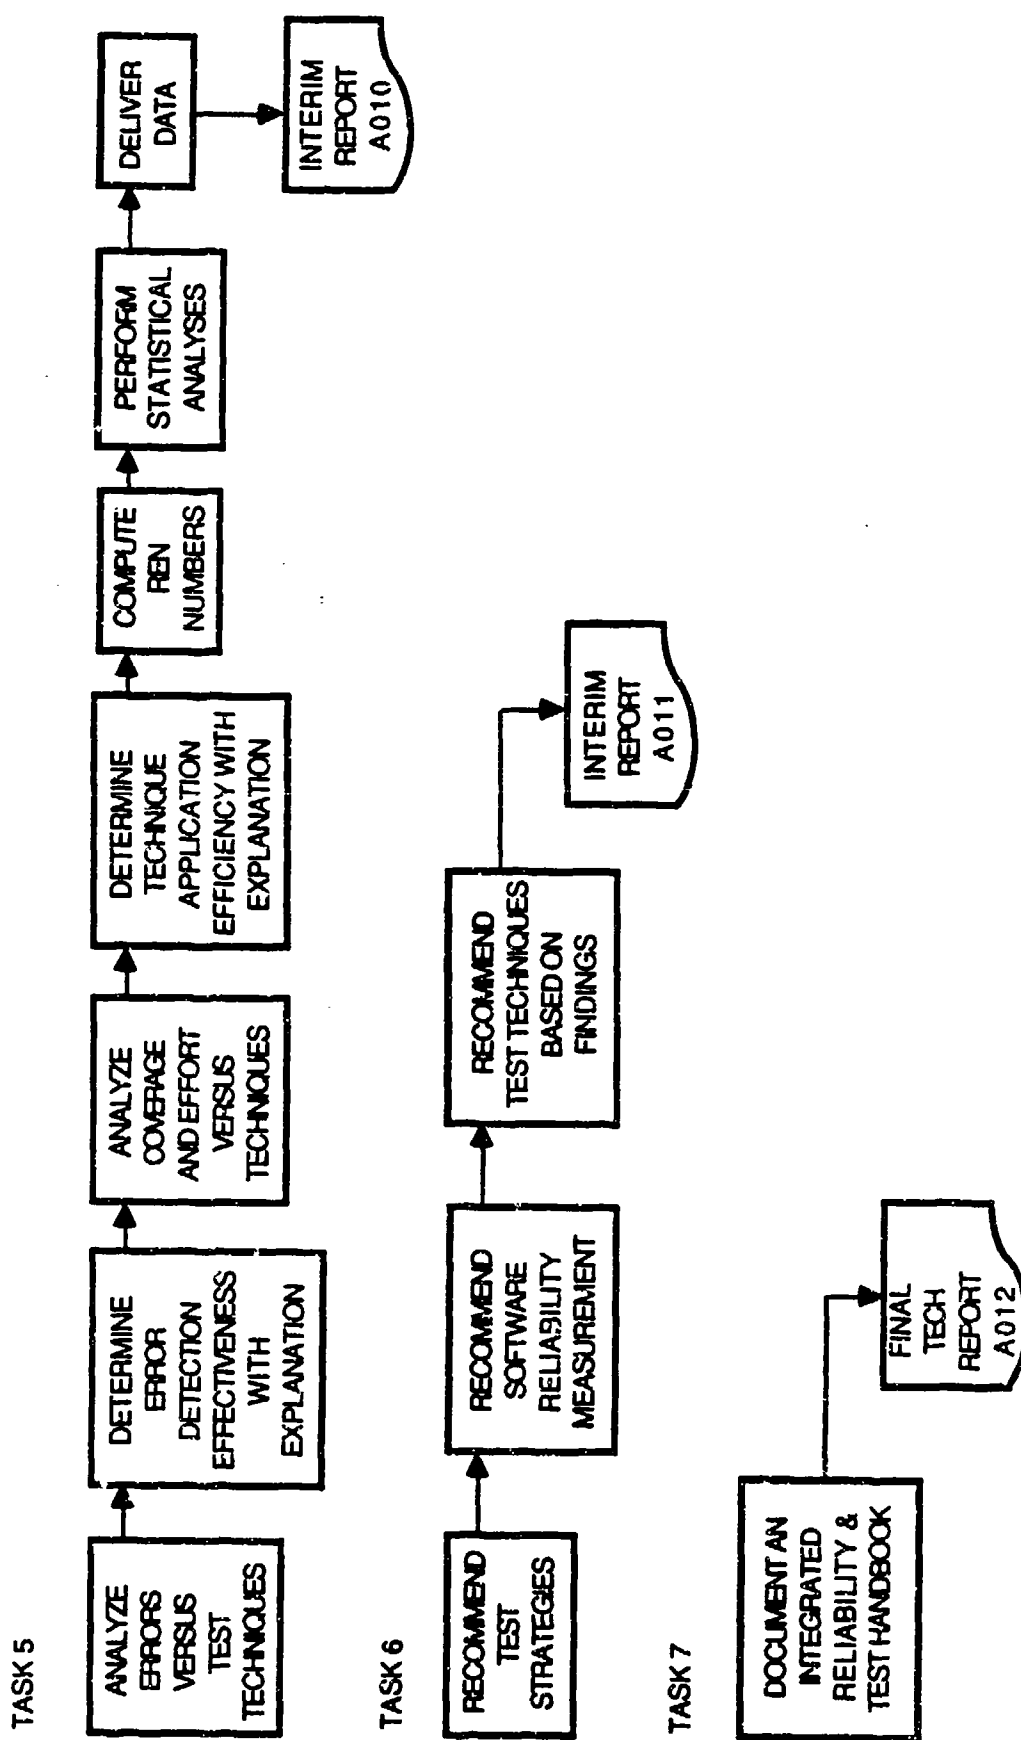 TASK 5
ANALYZE
ERRORS
VERSUS
TEST
TECHNIQUES
DETERMINE
ERROR
DETECTION
EFFECTIVENESS
WITH
EXPLANATION
ANALYZE
COVERAGE
AND EFFORT
VERSUS
TECHNIQUES
DETERMINE
TECHNIQUE
APPLICATION
EFFICIENCY WITH
EXPLANATION
COMPUTE
REN
NUMBERS
PERFORM
STATISTICAL
ANALYSES
DELIVER
DATA
INTERIM
REPORT
A010
TASK 6
RECOMMEND
TEST
STRATEGIES
RECOMMEND
SOFTWARE
RELIABILITY
MEASUREMENT
RECOMMEND
TEST TECHNIQUES
BASED ON
FINDINGS
INTERIM
REPORT
A011
TASK 7
DOCUMENT AN
INTEGRATED
RELIABILITY &
TEST HANDBOOK
FINAL
TECH
REPORT
A012